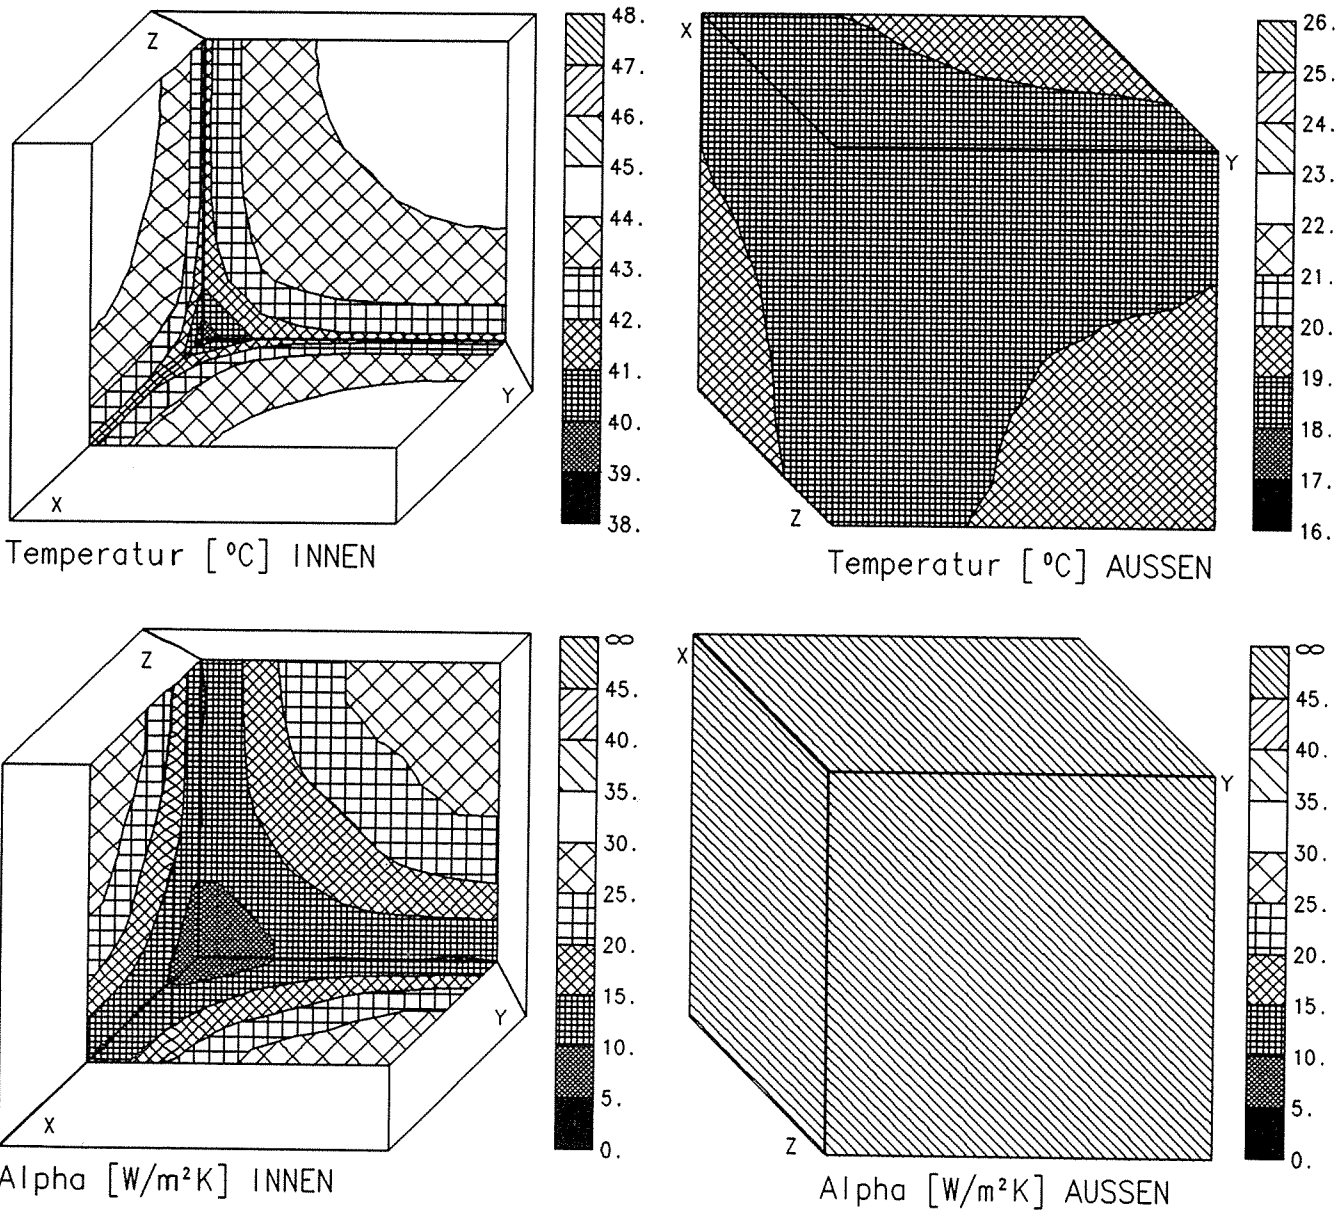 Z
Y
X
48.
47.
46.
45.
44.
43.
42.
41.
40.
39.
38.
Temperatur [°C] INNEN
X
Y
Z
26.
25.
24.
23.
22.
21.
20.
19.
18.
17.
16.
Temperatur [°C] AUSSEN
Z
Y
X
∞
45.
40.
35.
30.
25.
20.
15.
10.
5.
0.
Alpha [W/m²K] INNEN
X
Y
Z
∞
45.
40.
35.
30.
25.
20.
15.
10.
5.
0.
Alpha [W/m²K] AUSSEN